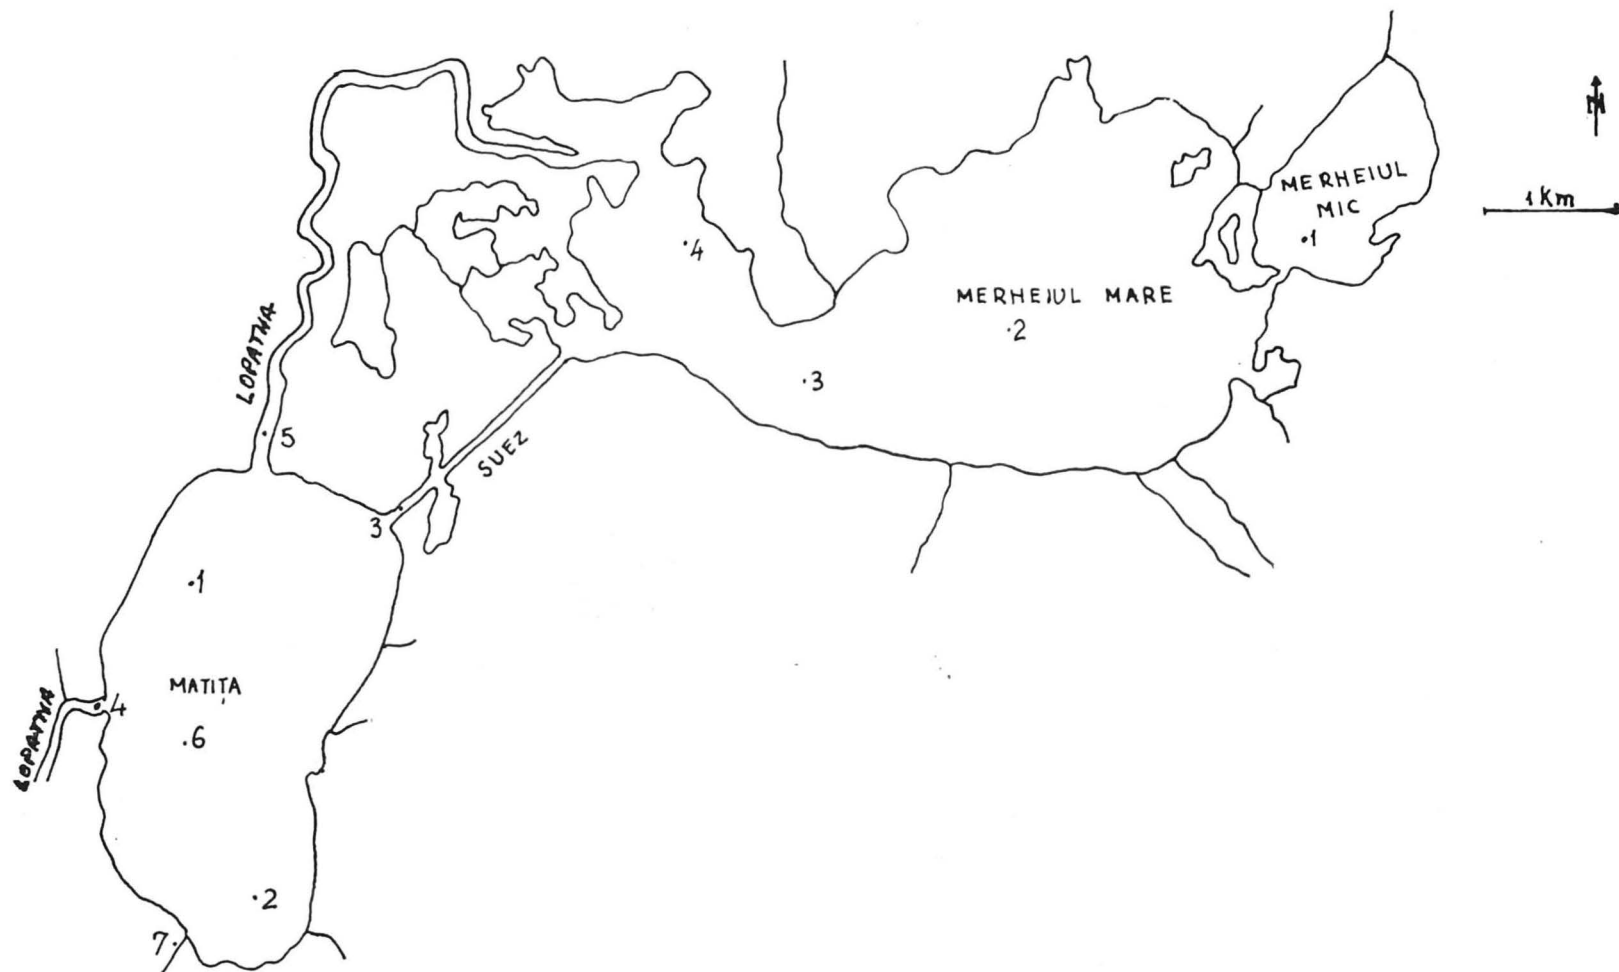 N
1 Km
MERHEIUL
MIC
.1
.4
MERHEIUL MARE
.2
LOPATNA
.3
.5
SUEZ
3.
.1
MATIȚA
LOPATNA
.4
.6
.2
7.